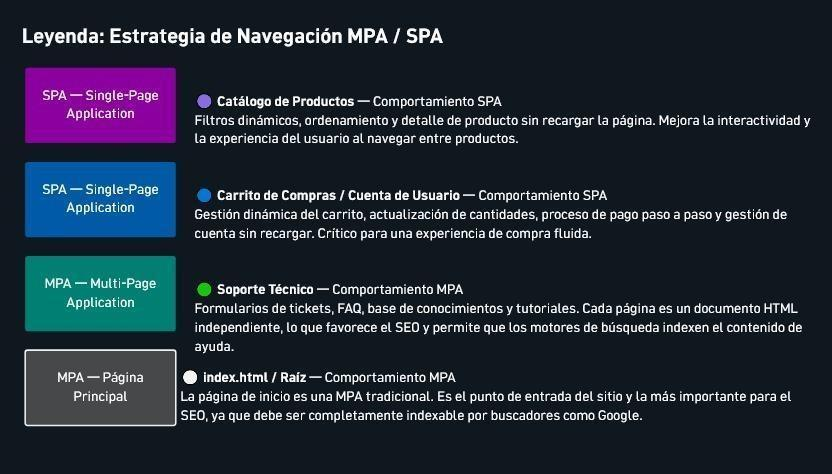 Leyenda: Estrategia de Navegación MPA / SPA
SPA — Single-Page
Application
Catálogo de Productos — Comportamiento SPA
Filtros dinámicos, ordenamiento y detalle de producto sin recargar la página. Mejora la interactividad y
la experiencia del usuario al navegar entre productos.
SPA — Single-Page
Application
Carrito de Compras / Cuenta de Usuario — Comportamiento SPA
Gestión dinámica del carrito, actualización de cantidades, proceso de pago paso a paso y gestión de
cuenta sin recargar. Crítico para una experiencia de compra fluida.
MPA — Multi-Page
Application
Soporte Técnico — Comportamiento MPA
Formularios de tickets, FAQ, base de conocimientos y tutoriales. Cada página es un documento HTML
independiente, lo que favorece el SEO y permite que los motores de búsqueda indexen el contenido de
ayuda.
MPA — Página
Principal
index.html / Raíz — Comportamiento MPA
La página de inicio es una MPA tradicional. Es el punto de entrada del sitio y la más importante para el
SEO, ya que debe ser completamente indexable por buscadores como Google.